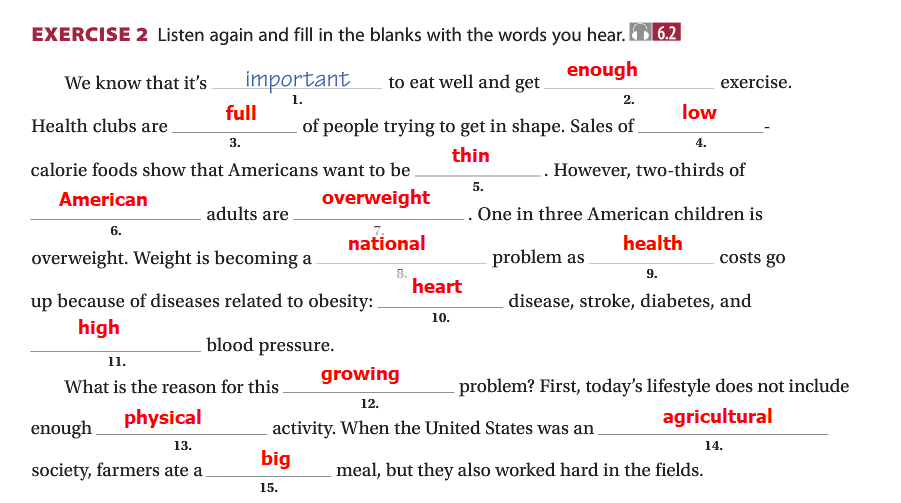 EXERCISE 2 Listen again and fill in the blanks with the words you hear. 6.2
We know that it's important to eat well and get enough exercise.
1. 2.
Health clubs are full of people trying to get in shape. Sales of low -
3. 4.
calorie foods show that Americans want to be thin . However, two-thirds of
5.
American adults are overweight . One in three American children is
6. 7.
overweight. Weight is becoming a national problem as health costs go
8. 9.
up because of diseases related to obesity: heart disease, stroke, diabetes, and
10.
high blood pressure.
11.
What is the reason for this growing problem? First, today's lifestyle does not include
12.
enough physical activity. When the United States was an agricultural
13. 14.
society, farmers ate a big meal, but they also worked hard in the fields.
15.